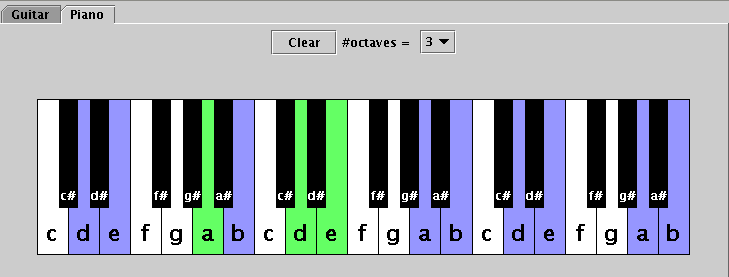 Guitar Piano
Clear #octaves = 3
c# d# f# g# a# c# d# f# g# a# c# d# f# g# a#
c d e f g a b c d e f g a b c d e f g a b